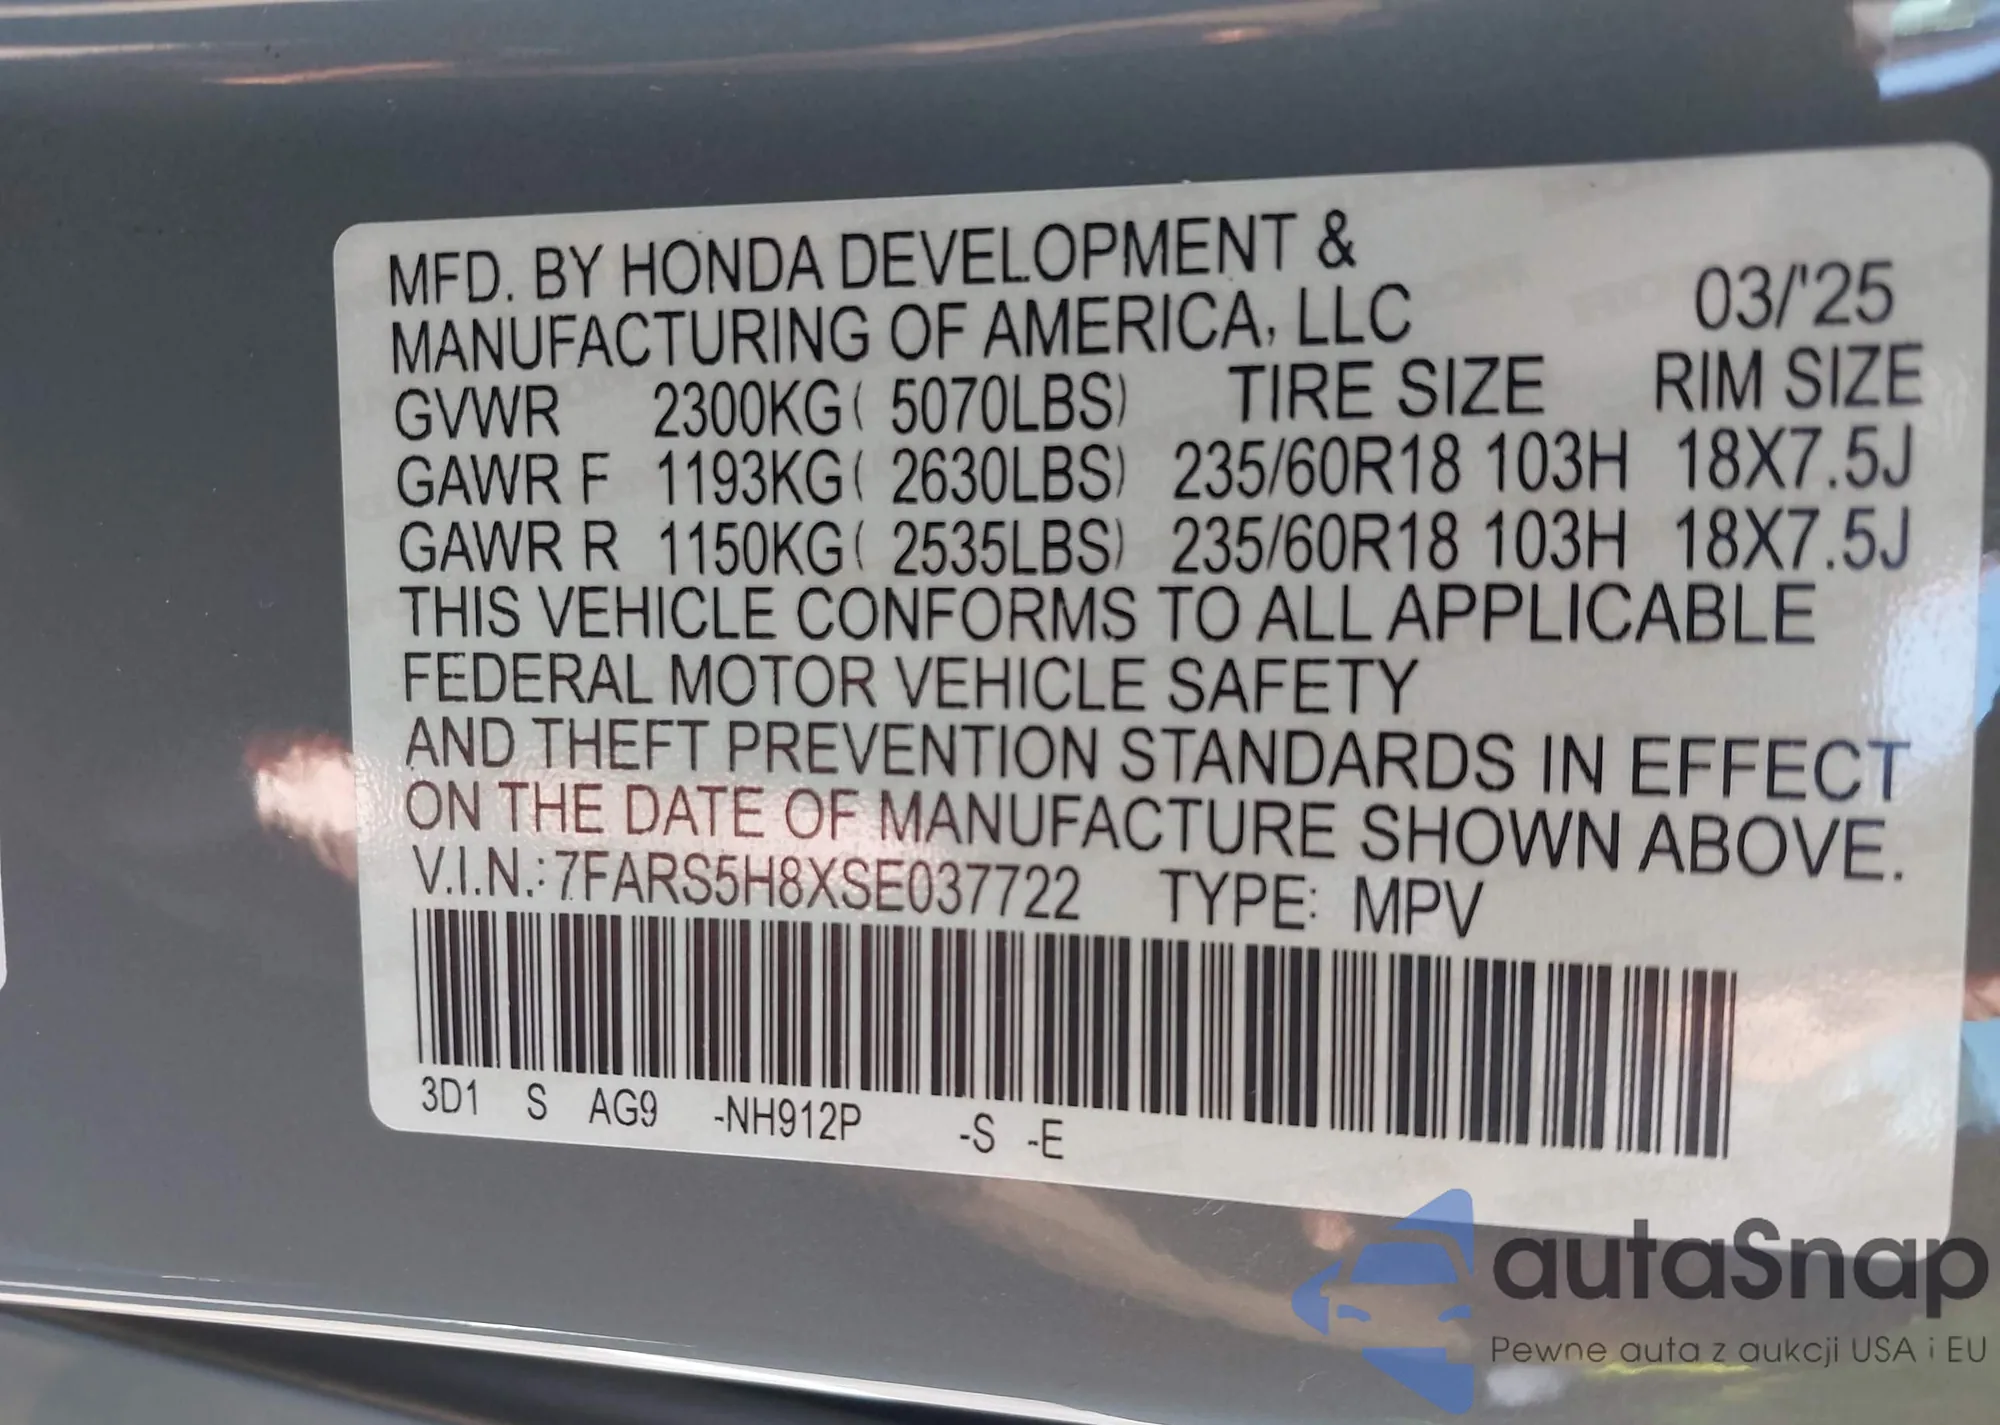 MFD. BY HONDA DEVELOPMENT &
MANUFACTURING OF AMERICA, LLC 03/'25
GVWR 2300KG( 5070LBS) TIRE SIZE RIM SIZE
GAWR F 1193KG( 2630LBS) 235/60R18 103H 18X7.5J
GAWR R 1150KG( 2535LBS) 235/60R18 103H 18X7.5J
THIS VEHICLE CONFORMS TO ALL APPLICABLE
FEDERAL MOTOR VEHICLE SAFETY
AND THEFT PREVENTION STANDARDS IN EFFECT
ON THE DATE OF MANUFACTURE SHOWN ABOVE.
V.I.N.: 7FARS5H8XSE037722 TYPE: MPV
3D1 S AG9 -NH912P -S -E
autaSnap
Pewne auta z aukcji USA i EU